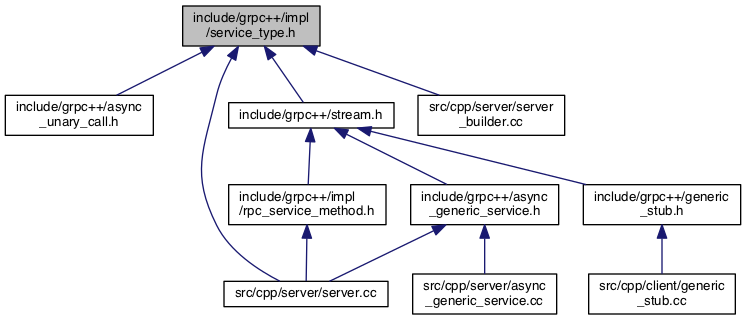 include/grpc++/impl
/service_type.h
include/grpc++/async
_unary_call.h
include/grpc++/stream.h
src/cpp/server/server
_builder.cc
include/grpc++/impl
/rpc_service_method.h
include/grpc++/async
_generic_service.h
include/grpc++/generic
_stub.h
src/cpp/server/server.cc
src/cpp/server/async
_generic_service.cc
src/cpp/client/generic
_stub.cc